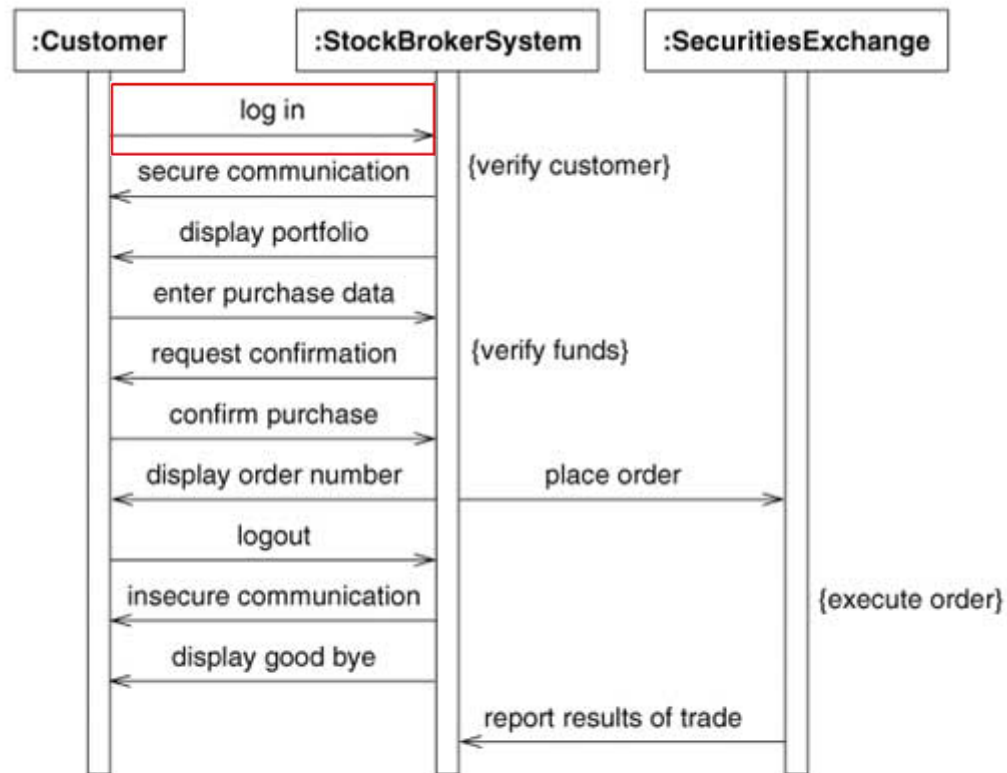 :Customer
:StockBrokerSystem
:SecuritiesExchange
log in
secure communication
{verify customer}
display portfolio
enter purchase data
request confirmation
{verify funds}
confirm purchase
display order number
place order
logout
insecure communication
{execute order}
display good bye
report results of trade